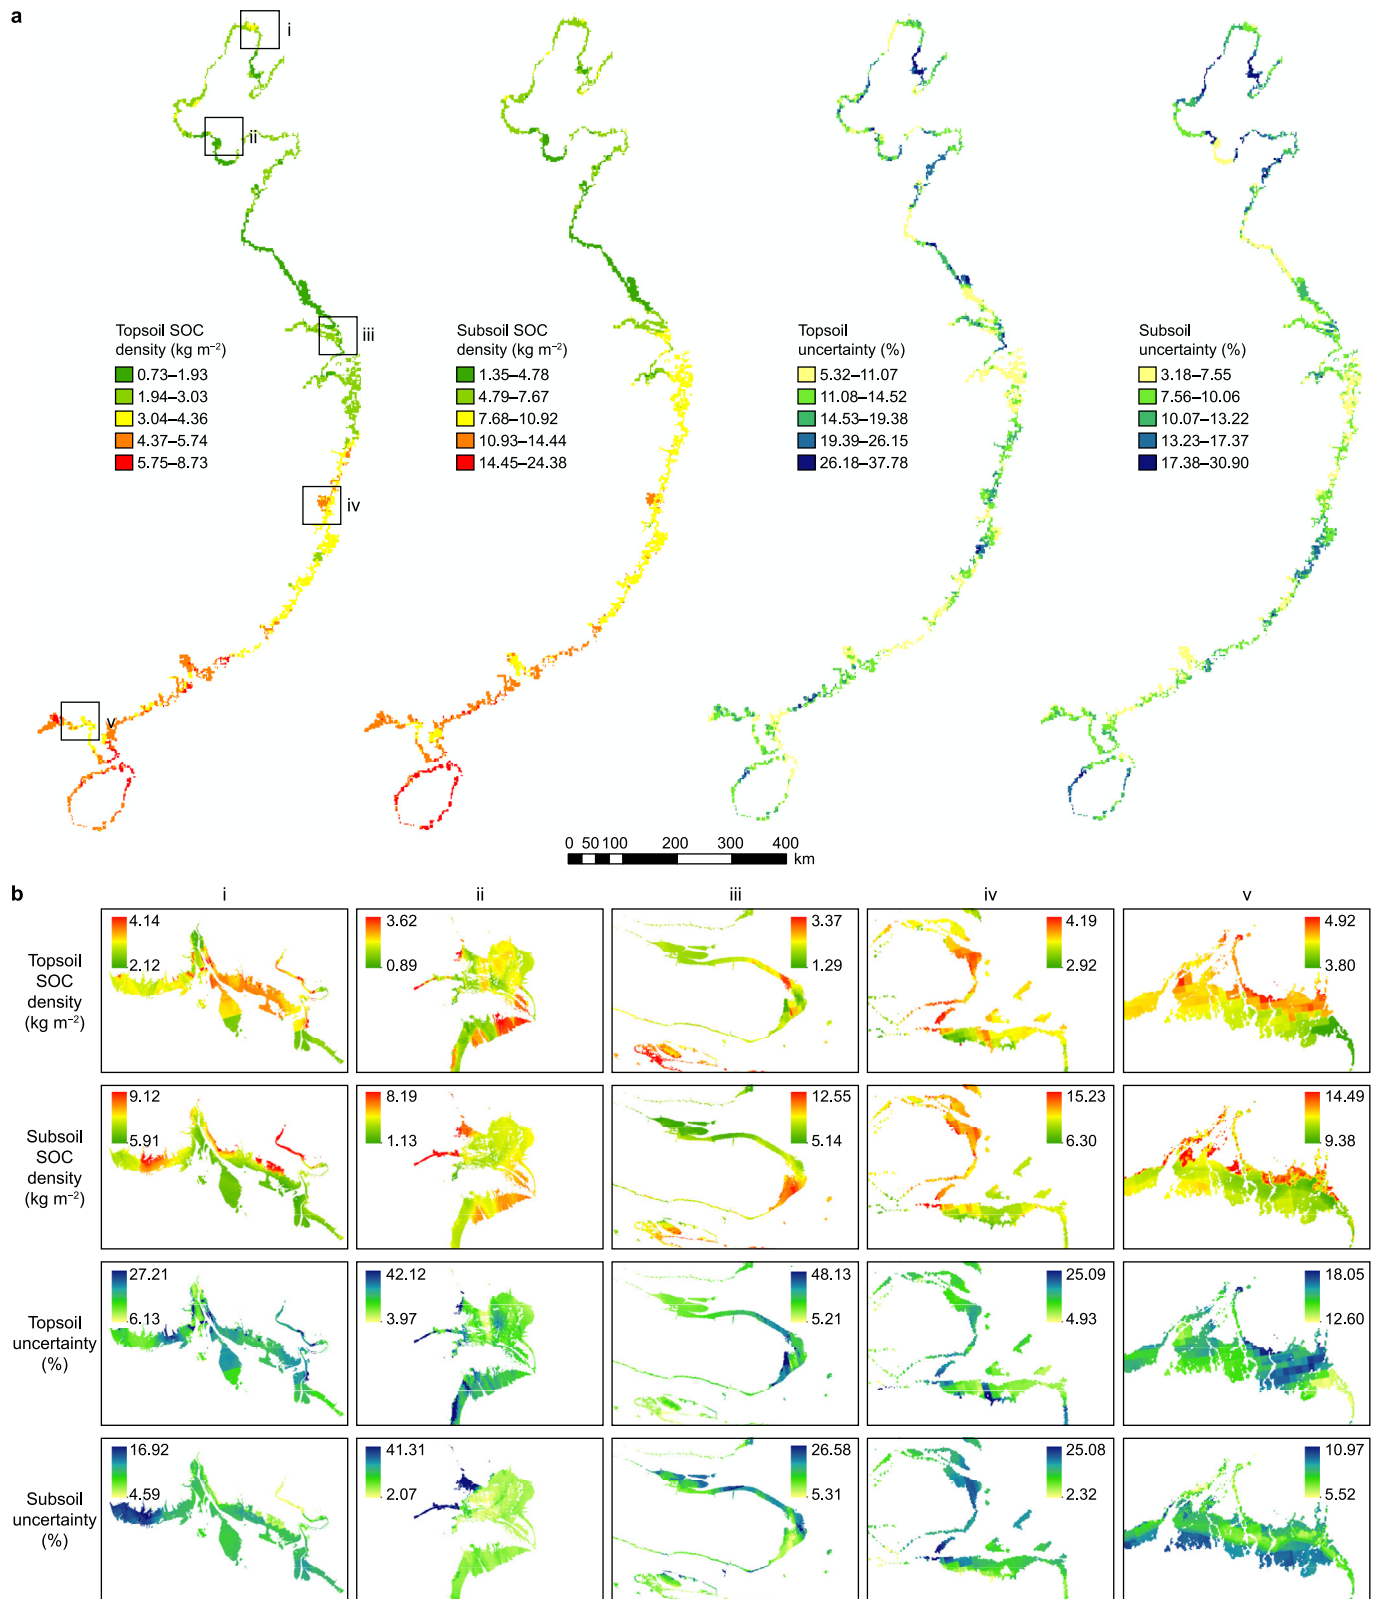 a
i
ii
iii
iv
v
Topsoil SOC
density (kg m⁻²)
0.73–1.93
1.94–3.03
3.04–4.36
4.37–5.74
5.75–8.73
Subsoil SOC
density (kg m⁻²)
1.35–4.78
4.79–7.67
7.68–10.92
10.93–14.44
14.45–24.38
Topsoil
uncertainty (%)
5.32–11.07
11.08–14.52
14.53–19.38
19.39–26.15
26.18–37.78
Subsoil
uncertainty (%)
3.18–7.55
7.56–10.06
10.07–13.22
13.23–17.37
17.38–30.90
0 50 100 200 300 400
km
b
i ii iii iv v
Topsoil
SOC
density
(kg m⁻²)
4.14
2.12
3.62
0.89
3.37
1.29
4.19
2.92
4.92
3.80
Subsoil
SOC
density
(kg m⁻²)
9.12
5.91
8.19
1.13
12.55
5.14
15.23
6.30
14.49
9.38
Topsoil
uncertainty
(%)
27.21
6.13
42.12
3.97
48.13
5.21
25.09
4.93
18.05
12.60
Subsoil
uncertainty
(%)
16.92
4.59
41.31
2.07
26.58
5.31
25.08
2.32
10.97
5.52